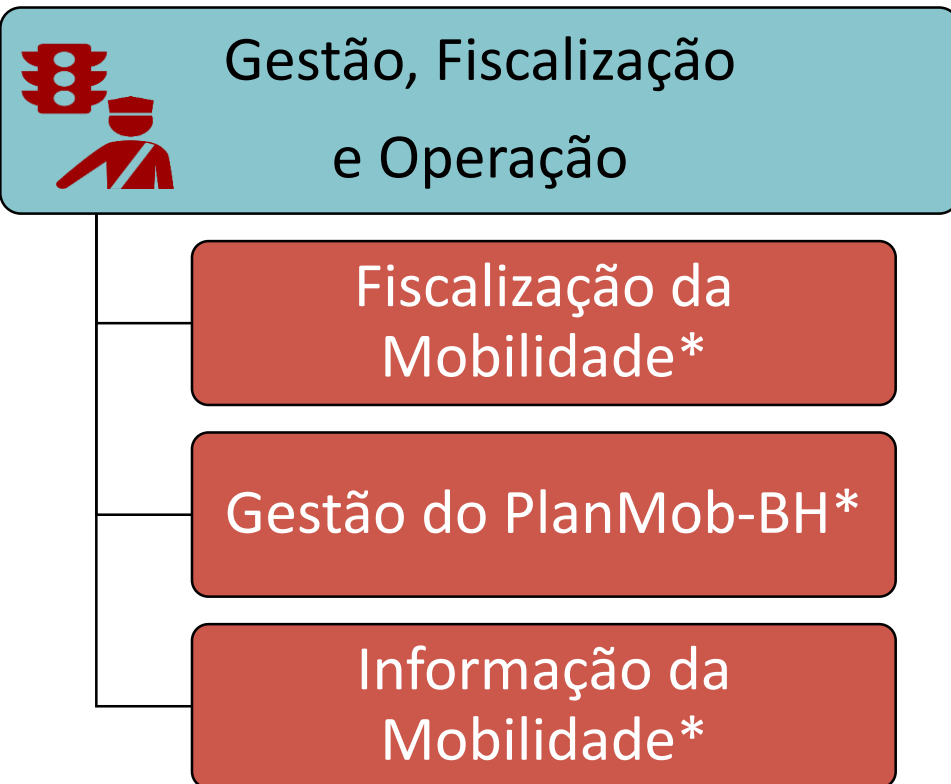 Gestão, Fiscalização
e Operação
Fiscalização da
Mobilidade*
Gestão do PlanMob-BH*
Informação da
Mobilidade*